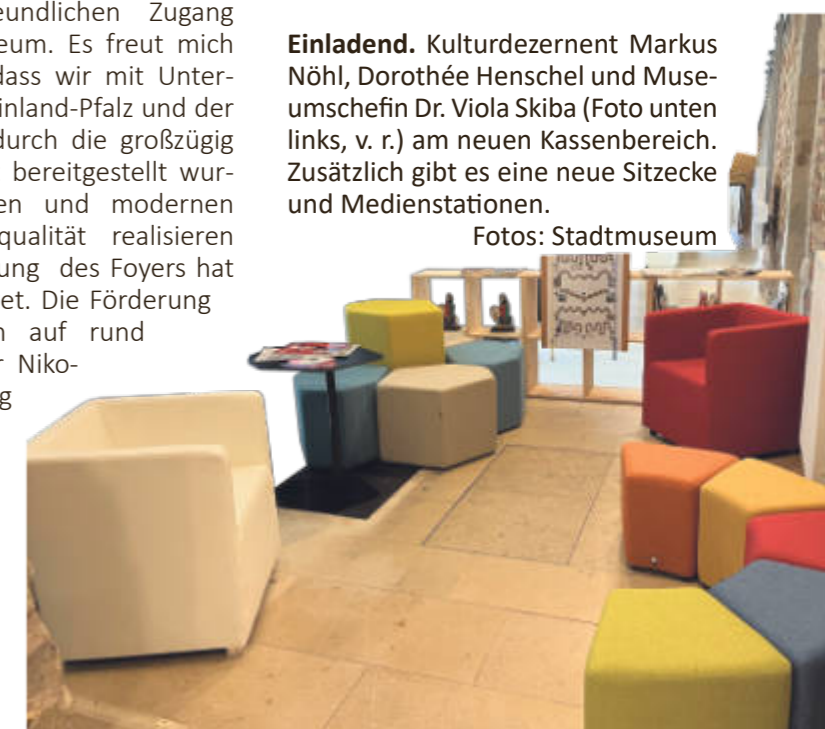 eundlichen Zugang
eum. Es freut mich
dass wir mit Unter-
inland-Pfalz und der
durch die großzügig
bereitgestellt wur-
en und modernen
qualität realisieren
ung des Foyers hat
et. Die Förderung
n auf rund
r Niko-
g
Einladend. Kulturdezernent Markus
Nöhl, Dorothée Henschel und Muse-
umschefin Dr. Viola Skiba (Foto unten
links, v. r.) am neuen Kassenbereich.
Zusätzlich gibt es eine neue Sitzecke
und Medienstationen.
Fotos: Stadtmuseum